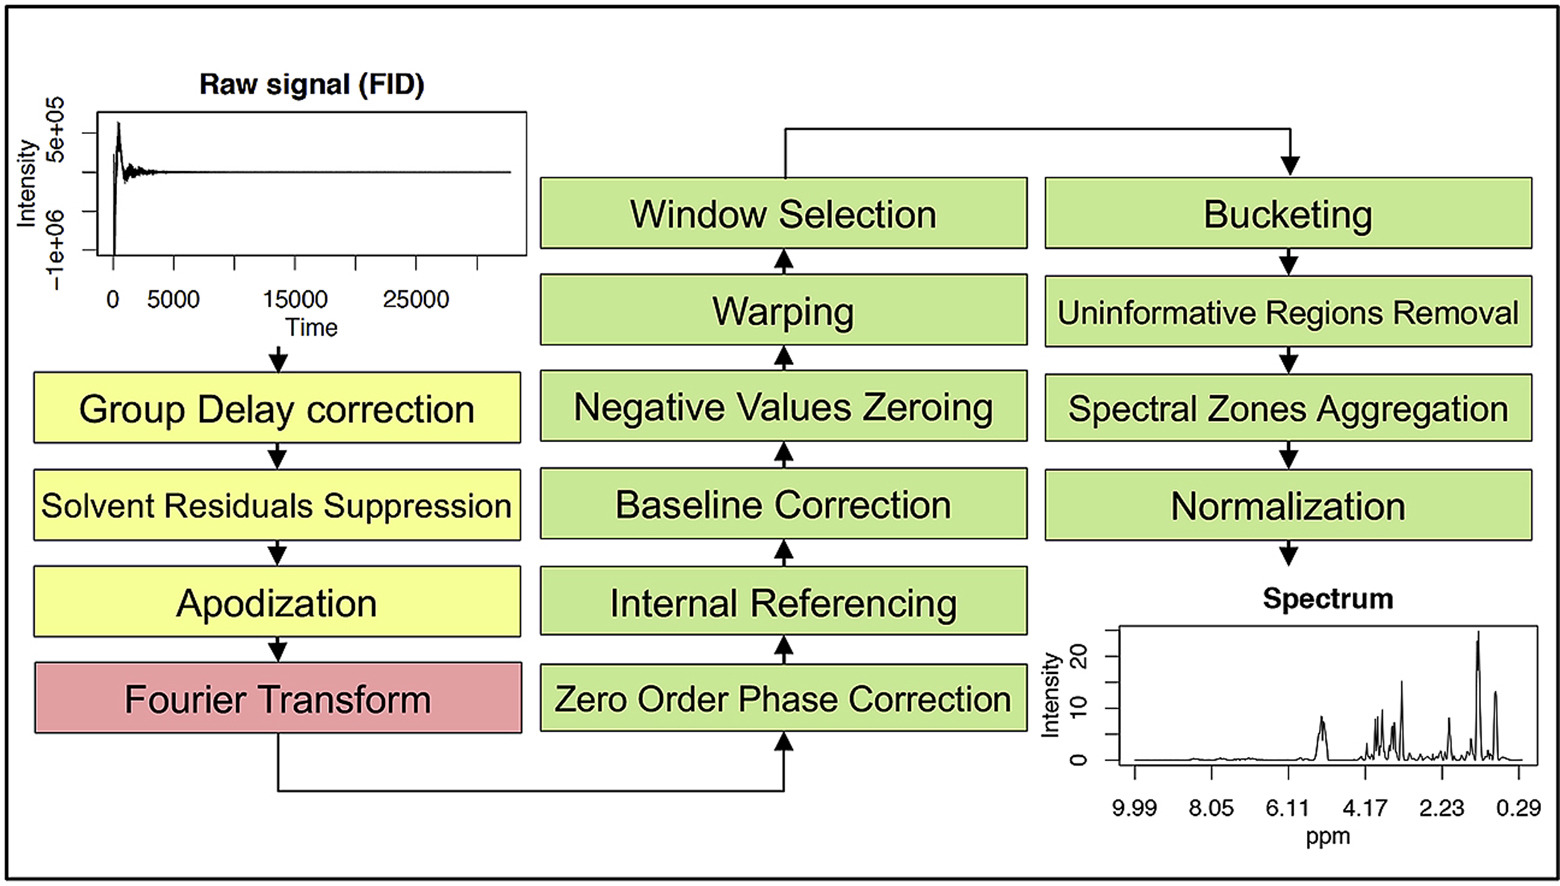 Raw signal (FID)
Intensity
5e+05
−1e+06
0 5000 15000 25000
Time
Group Delay correction
Solvent Residuals Suppression
Apodization
Fourier Transform
Zero Order Phase Correction
Internal Referencing
Baseline Correction
Negative Values Zeroing
Warping
Window Selection
Bucketing
Uninformative Regions Removal
Spectral Zones Aggregation
Normalization
Spectrum
Intensity
20
10
0
9.99 8.05 6.11 4.17 2.23 0.29
ppm